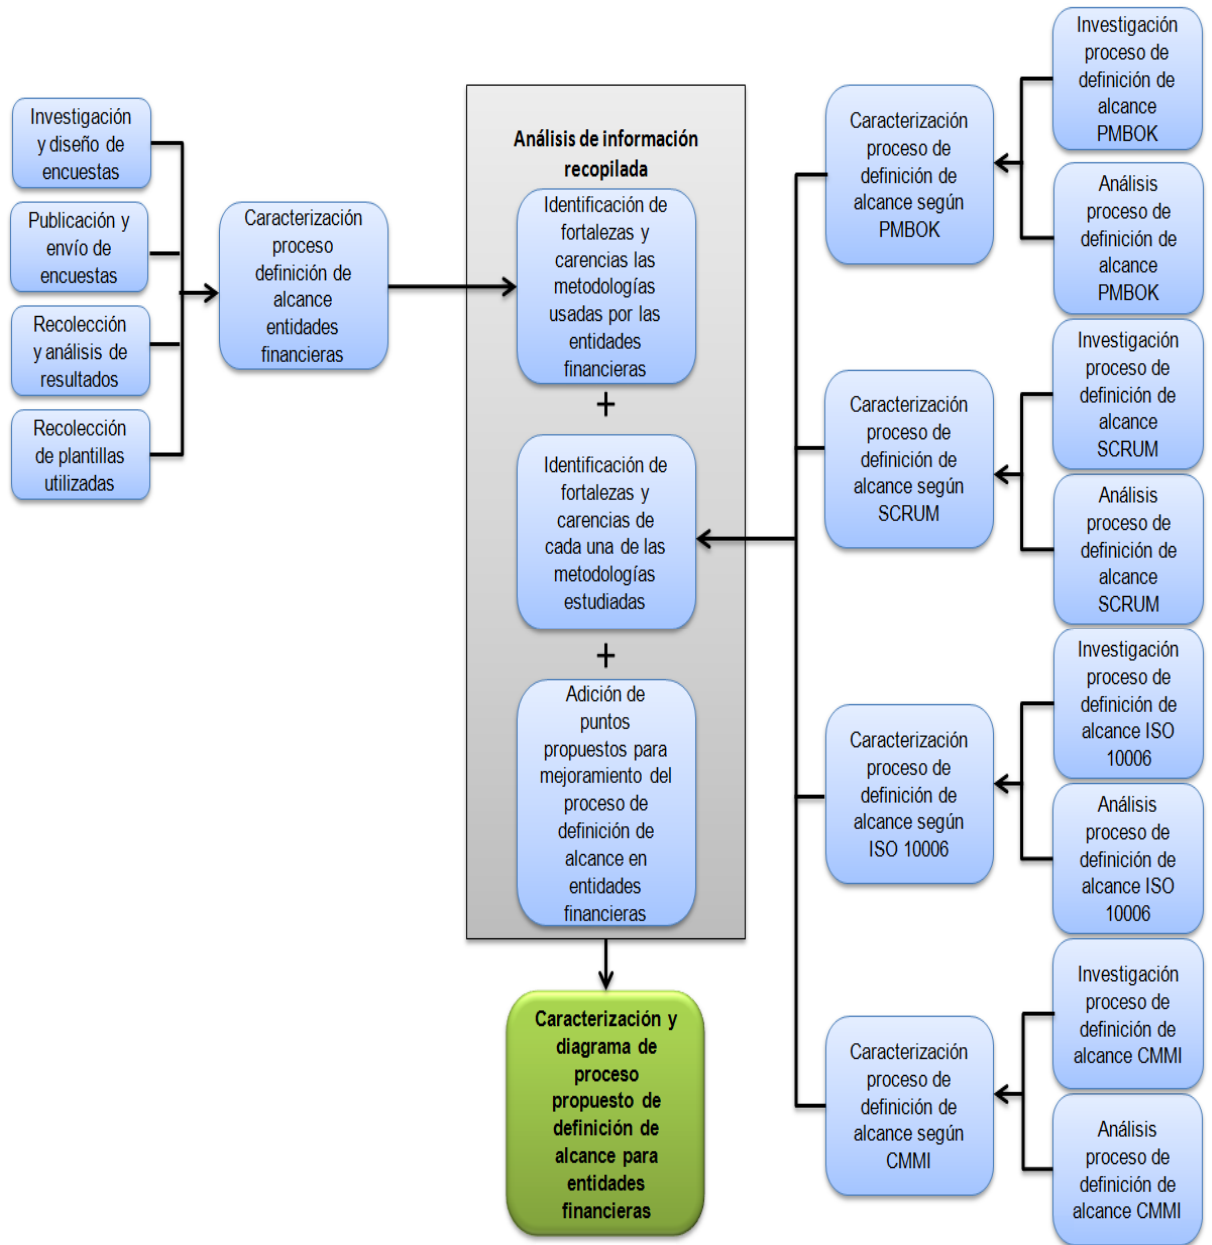 Investigación
y diseño de
encuestas
Publicación y
envío de
encuestas
Recolección
y análisis de
resultados
Recolección
de plantillas
utilizadas
Caracterización
proceso
definición de
alcance
entidades
financieras
Análisis de información
recopilada
Identificación de
fortalezas y
carencias las
metodologías
usadas por las
entidades
financieras
+
Identificación de
fortalezas y
carencias de
cada una de las
metodologías
estudiadas
+
Adición de
puntos
propuestos para
mejoramiento del
proceso de
definición de
alcance en
entidades
financieras
Caracterización y
diagrama de
proceso
propuesto de
definición de
alcance para
entidades
financieras
Caracterización
proceso de
definición de
alcance según
PMBOK
Caracterización
proceso de
definición de
alcance según
SCRUM
Caracterización
proceso de
definición de
alcance según
ISO 10006
Caracterización
proceso de
definición de
alcance según
CMMI
Investigación
proceso de
definición de
alcance
PMBOK
Análisis
proceso de
definición de
alcance
PMBOK
Investigación
proceso de
definición de
alcance
SCRUM
Análisis
proceso de
definición de
alcance
SCRUM
Investigación
proceso de
definición de
alcance ISO
10006
Análisis
proceso de
definición de
alcance ISO
10006
Investigación
proceso de
definición de
alcance CMMI
Análisis
proceso de
definición de
alcance CMMI